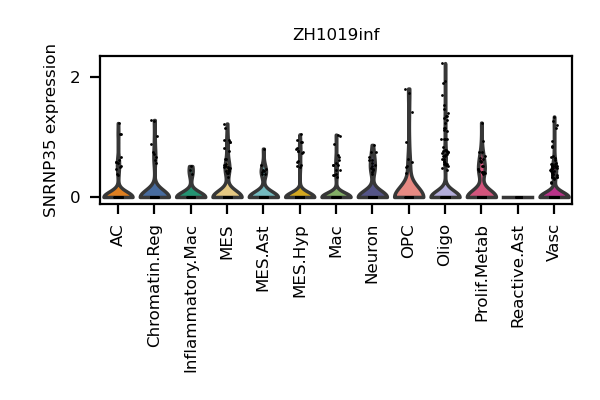 ZH1019inf
SNRNP35 expression
2
0
AC
Chromatin.Reg
Inflammatory.Mac
MES
MES.Ast
MES.Hyp
Mac
Neuron
OPC
Oligo
Prolif.Metab
Reactive.Ast
Vasc